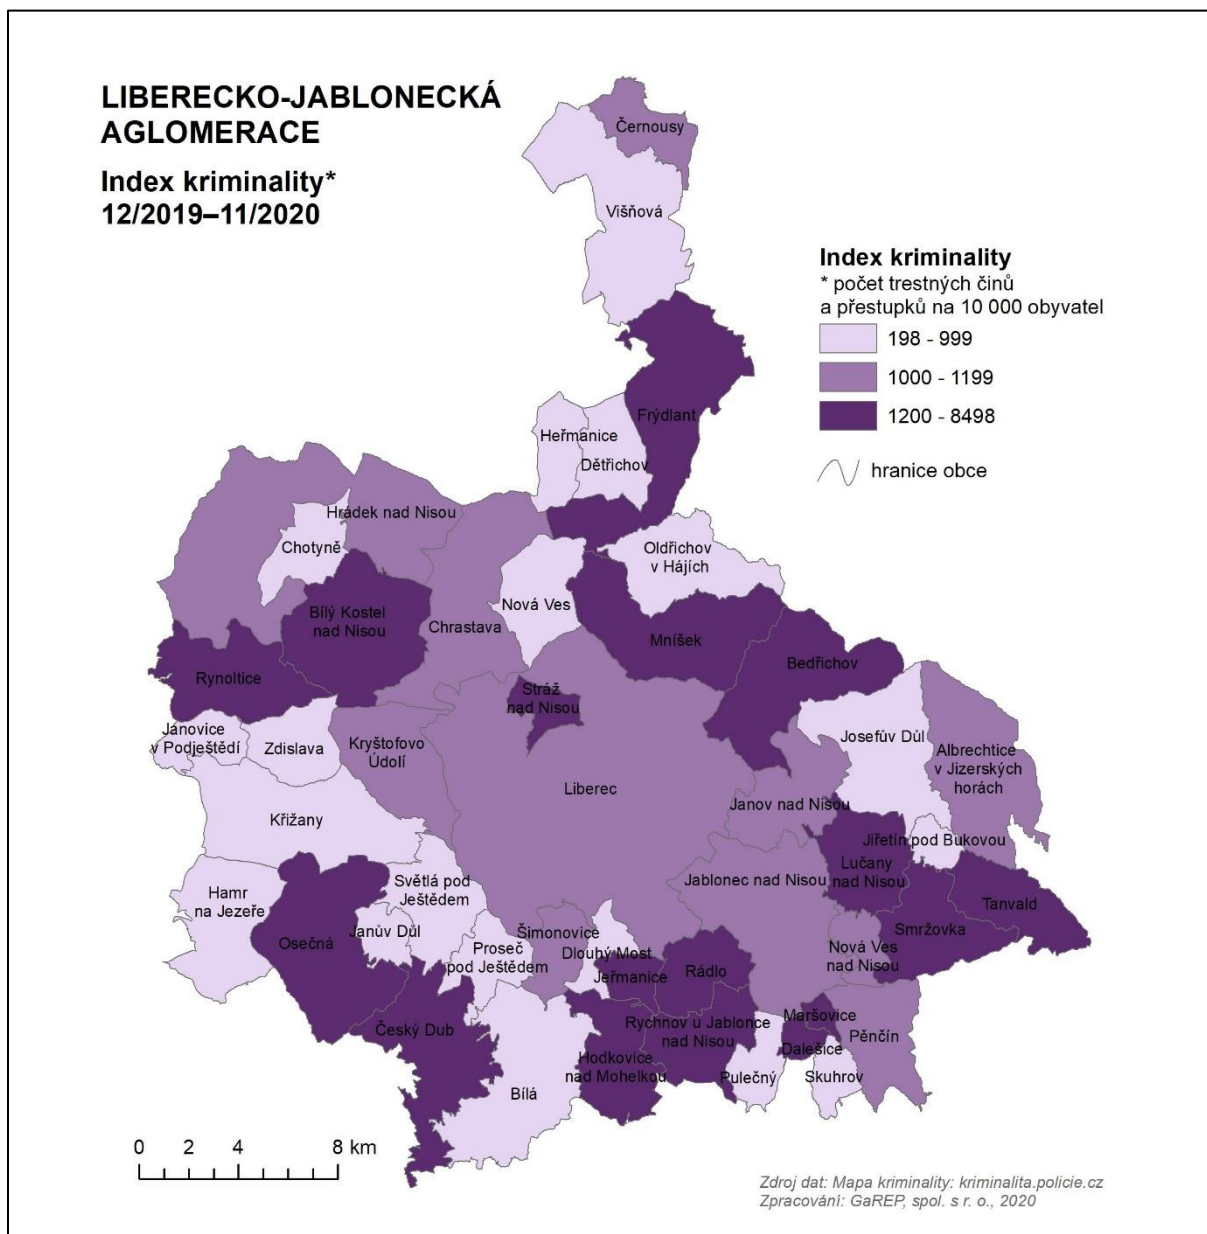 LIBERECKO-JABLONECKÁ
AGLOMERACE
Index kriminality*
12/2019–11/2020
Index kriminality
* počet trestných činů
a přestupků na 10 000 obyvatel
198 - 999
1000 - 1199
1200 - 8498
hranice obce
Černousy
Višňová
Frýdlant
Heřmanice
Dětřichov
Hrádek nad Nisou
Chotyně
Oldřichov
v Hájích
Nová Ves
Bílý Kostel
nad Nisou
Chrastava
Mníšek
Bedřichov
Rynoltice
Stráž
nad Nisou
Jánovice
v Podještědí
Zdislava
Kryštofovo
Údolí
Josefův Důl
Albrechtice
v Jizerských
horách
Liberec
Janov nad Nisou
Křižany
Jiřetín pod Bukovou
Lučany
nad Nisou
Hamr
na Jezeře
Světlá pod
Ještědem
Jablonec nad Nisou
Tanvald
Osečná
Janův Důl
Šimonovice
Smržovka
Proseč
pod Ještědem
Dlouhý Most
Nová Ves
nad Nisou
Jeřmanice
Rádlo
Český Dub
Rychnov u Jablonce
nad Nisou
Maršovice
Pěnčín
Dalešice
Hodkovice
nad Mohelkou
Pulečný
Skuhrov
Bílá
0 2 4 8 km
Zdroj dat: Mapa kriminality: kriminalita.policie.cz
Zpracování: GaREP, spol. s r. o., 2020